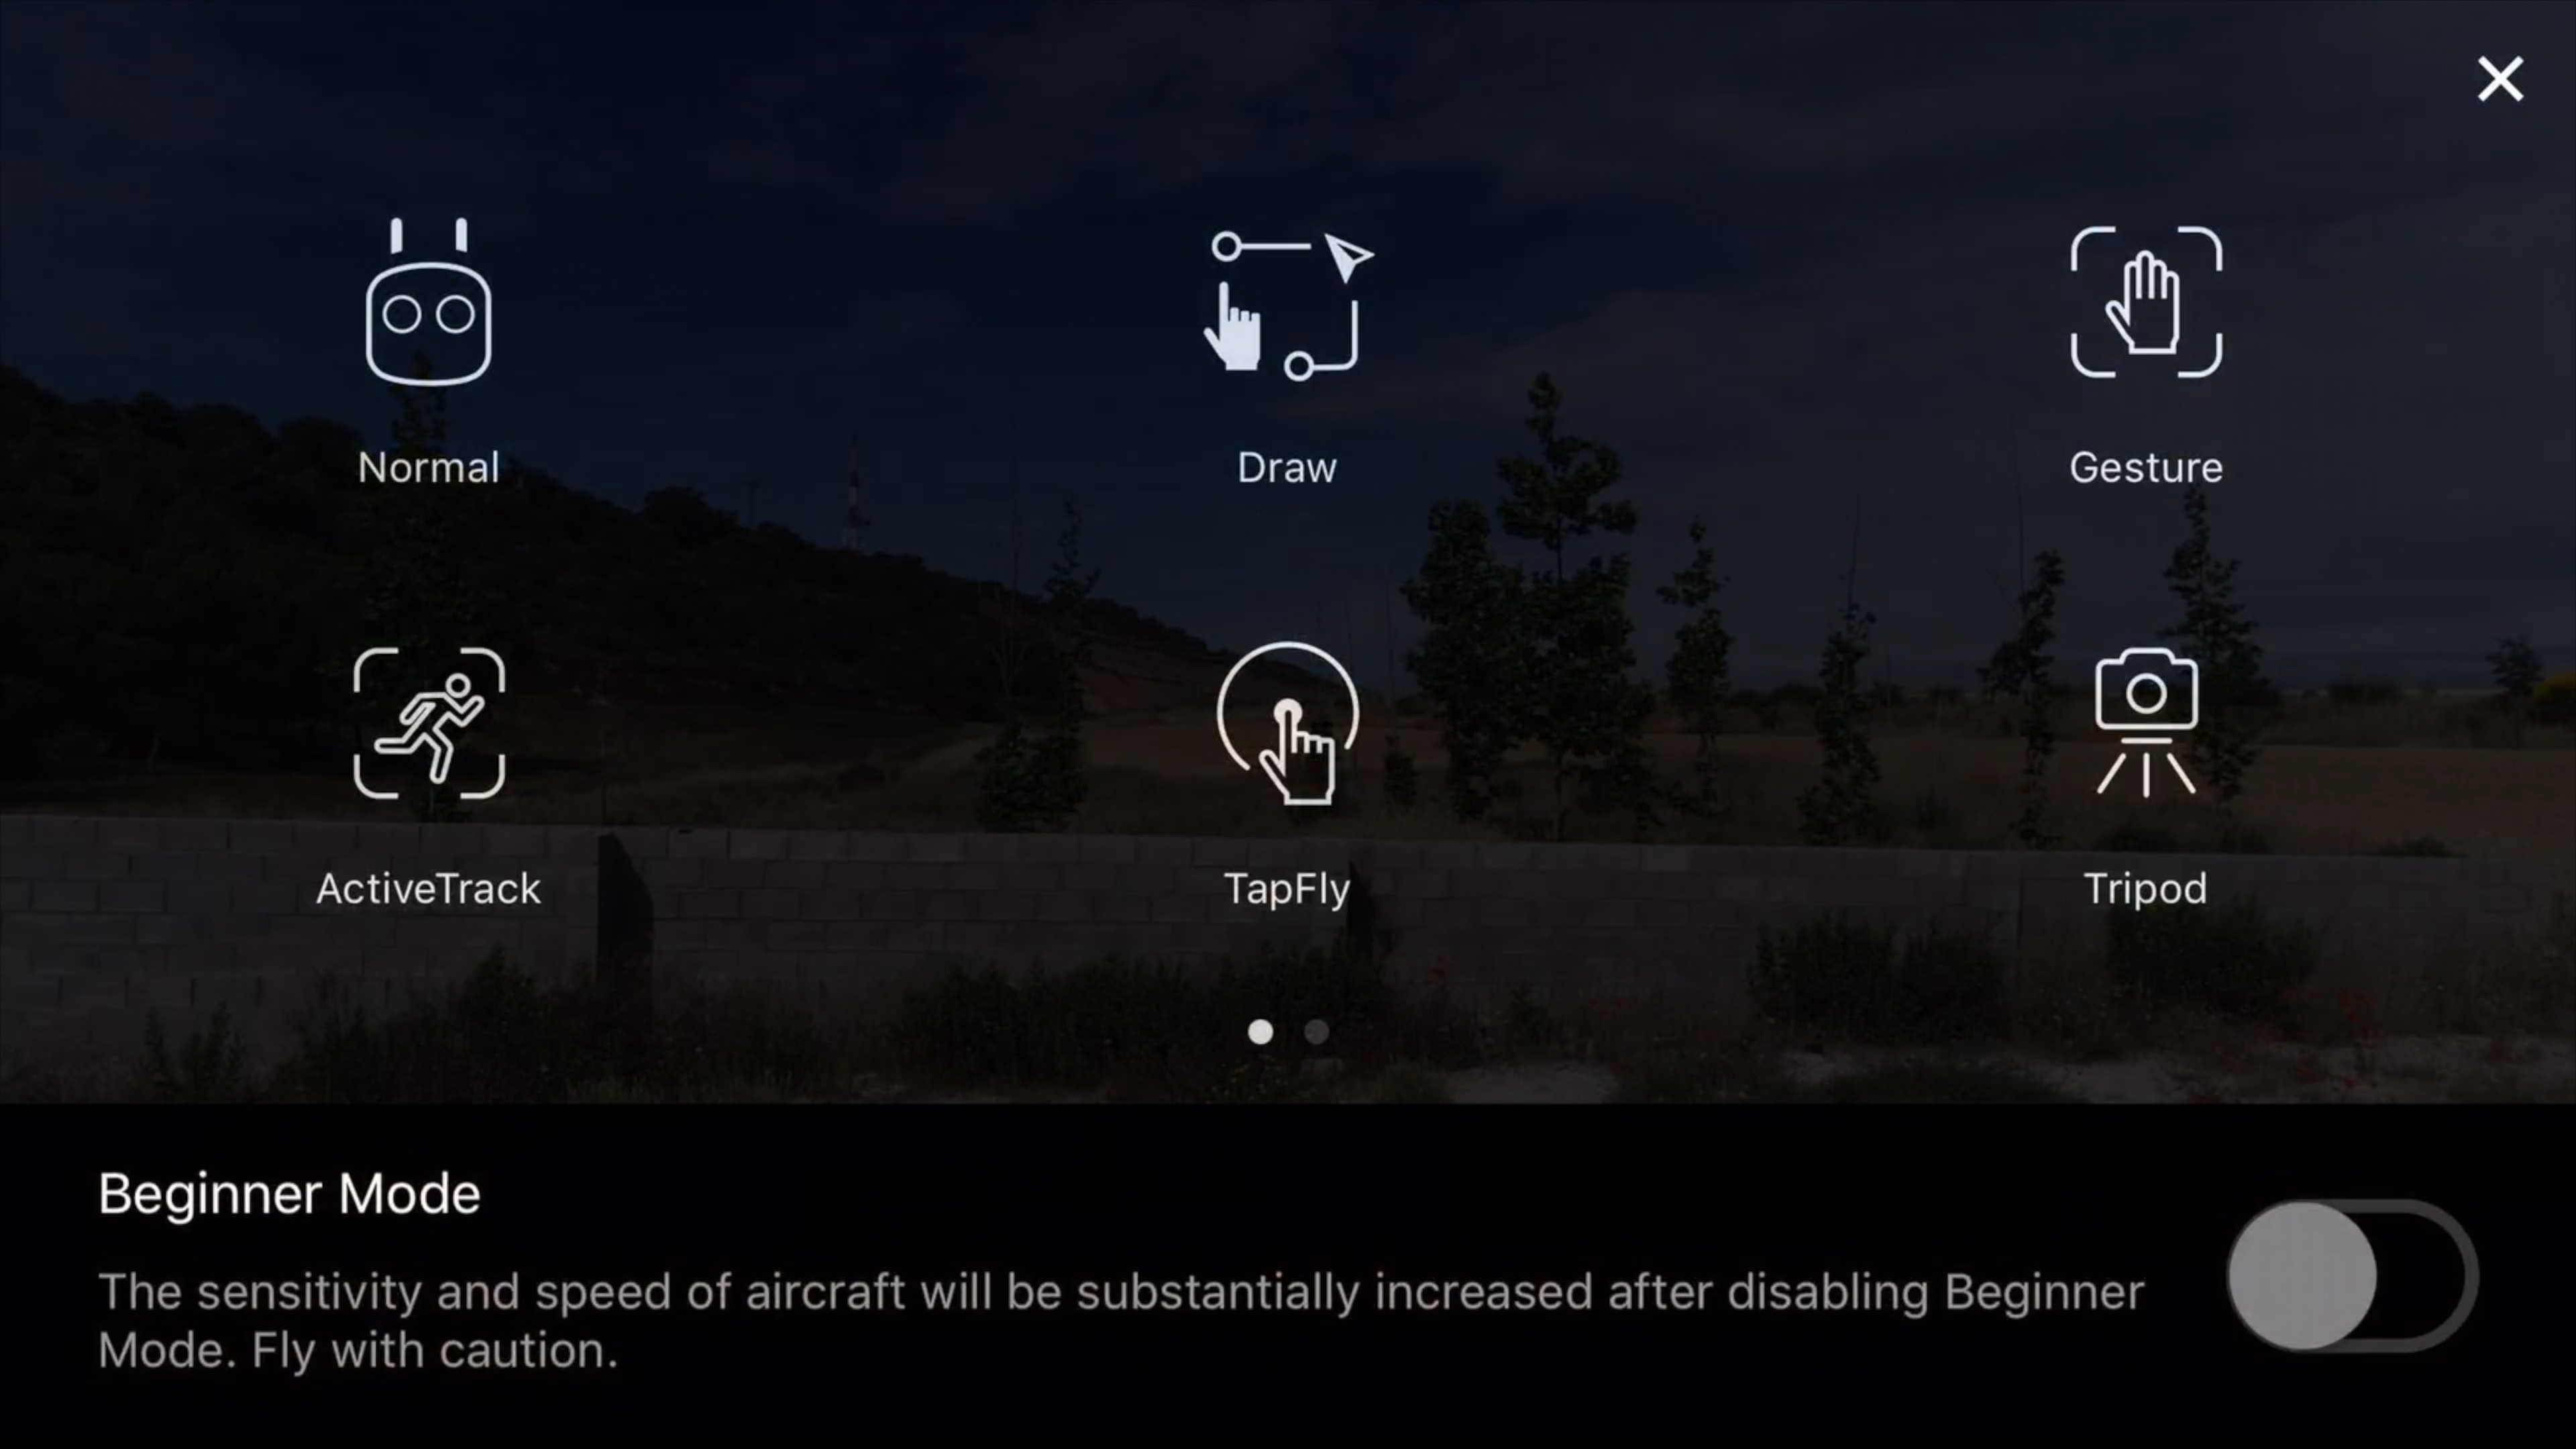 Normal
Draw
Gesture
ActiveTrack
TapFly
Tripod
Beginner Mode
The sensitivity and speed of aircraft will be substantially increased after disabling Beginner
Mode. Fly with caution.